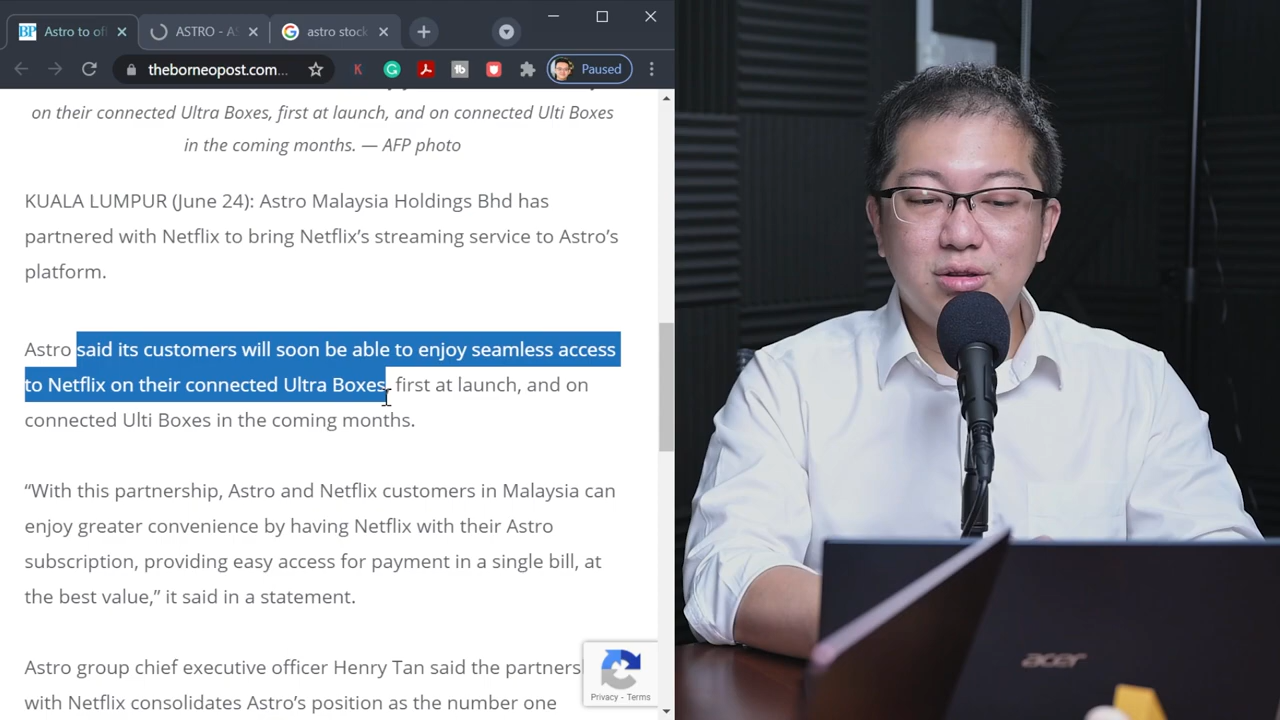 BP Astro to of
ASTRO - AS
astro stock
theborneopost.com...
Paused
on their connected Ultra Boxes, first at launch, and on connected Ulti Boxes
in the coming months. — AFP photo
KUALA LUMPUR (June 24): Astro Malaysia Holdings Bhd has
partnered with Netflix to bring Netflix’s streaming service to Astro’s
platform.
Astro said its customers will soon be able to enjoy seamless access
to Netflix on their connected Ultra Boxes, first at launch, and on
connected Ulti Boxes in the coming months.
“With this partnership, Astro and Netflix customers in Malaysia can
enjoy greater convenience by having Netflix with their Astro
subscription, providing easy access for payment in a single bill, at
the best value,” it said in a statement.
Astro group chief executive officer Henry Tan said the partners
with Netflix consolidates Astro’s position as the number one
Privacy - Terms
acer